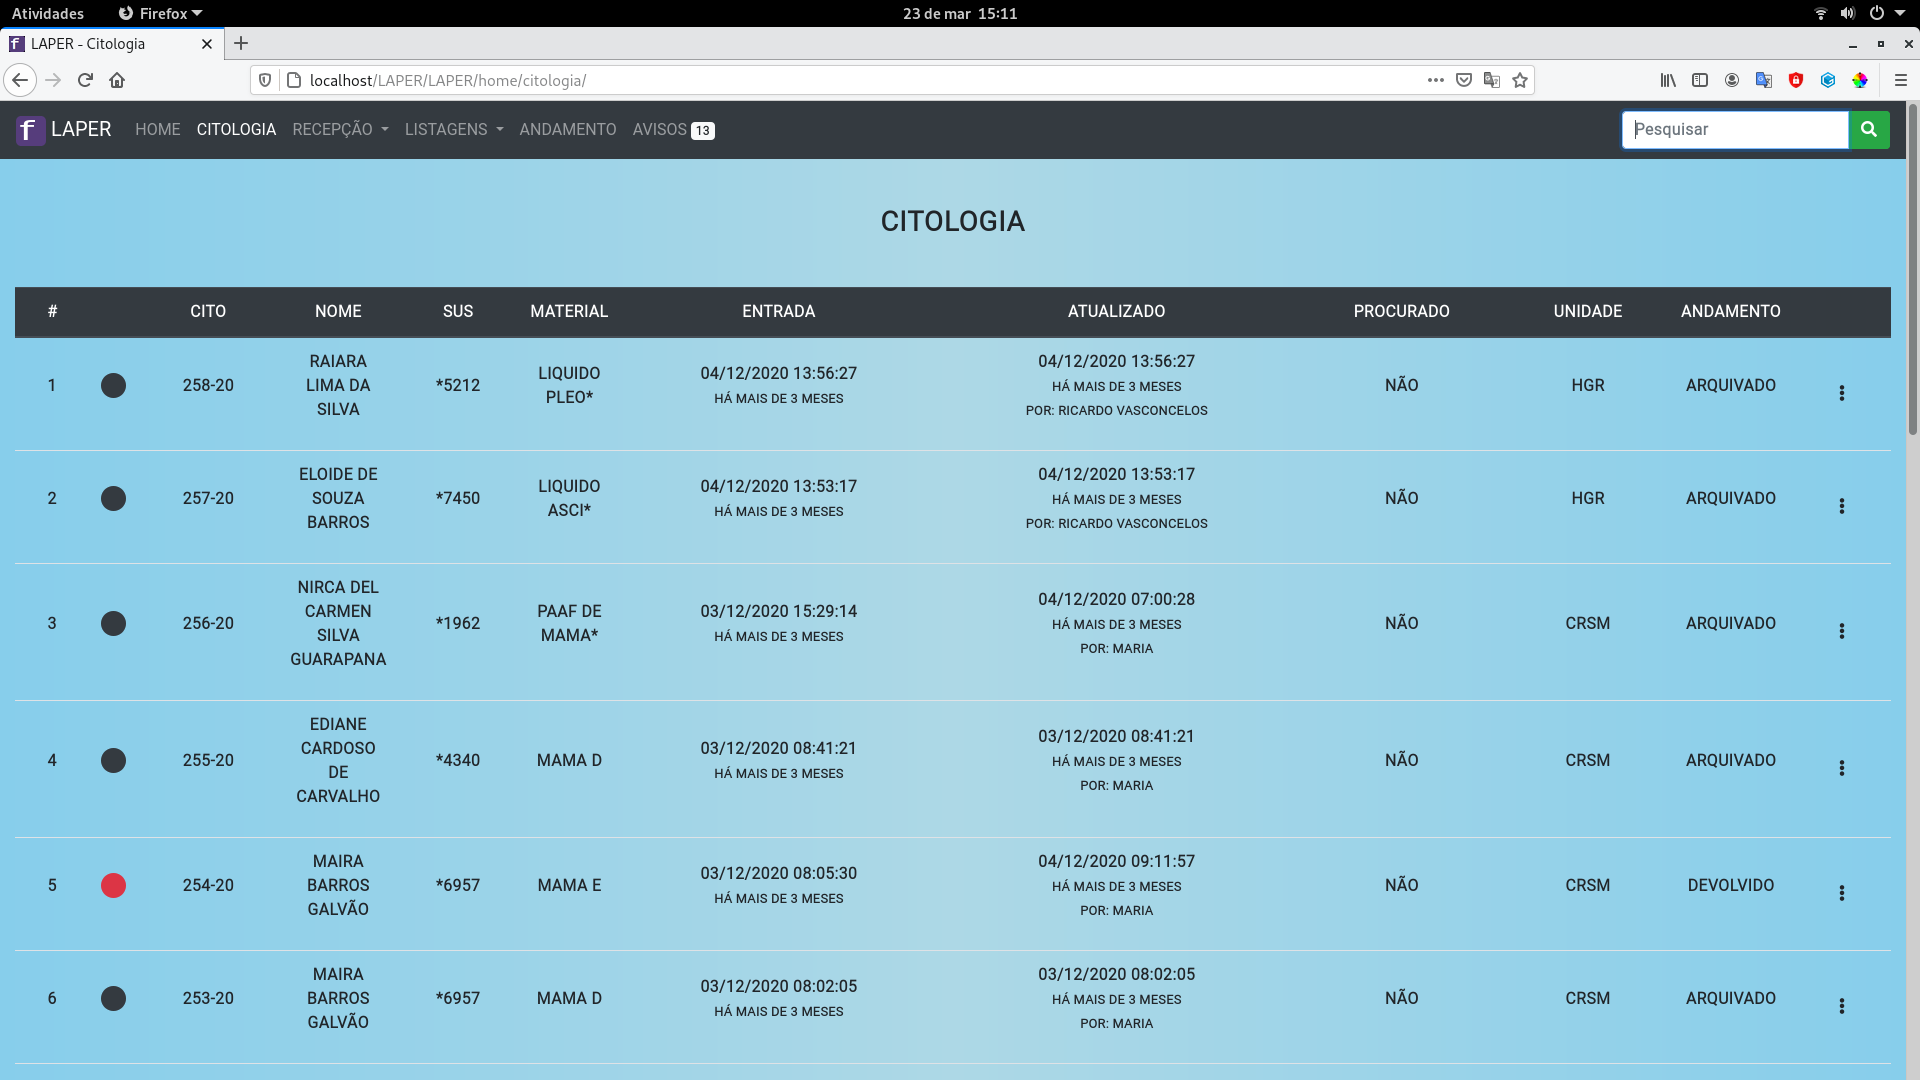 Atividades Firefox 23 de mar 15:11
LAPER - Citologia
localhost/LAPER/LAPER/home/citologia/
LAPER HOME CITOLOGIA RECEPÇÃO LISTAGENS ANDAMENTO AVISOS 13 Pesquisar
CITOLOGIA
# CITO NOME SUS MATERIAL ENTRADA ATUALIZADO PROCURADO UNIDADE ANDAMENTO
1 258-20 RAIARA LIMA DA SILVA *5212 LIQUIDO PLEO* 04/12/2020 13:56:27 HÁ MAIS DE 3 MESES 04/12/2020 13:56:27 HÁ MAIS DE 3 MESES POR: RICARDO VASCONCELOS NÃO HGR ARQUIVADO
2 257-20 ELOIDE DE SOUZA BARROS *7450 LIQUIDO ASCI* 04/12/2020 13:53:17 HÁ MAIS DE 3 MESES 04/12/2020 13:53:17 HÁ MAIS DE 3 MESES POR: RICARDO VASCONCELOS NÃO HGR ARQUIVADO
3 256-20 NIRCA DEL CARMEN SILVA GUARAPANA *1962 PAAF DE MAMA* 03/12/2020 15:29:14 HÁ MAIS DE 3 MESES 04/12/2020 07:00:28 HÁ MAIS DE 3 MESES POR: MARIA NÃO CRSM ARQUIVADO
4 255-20 EDIANE CARDOSO DE CARVALHO *4340 MAMA D 03/12/2020 08:41:21 HÁ MAIS DE 3 MESES 03/12/2020 08:41:21 HÁ MAIS DE 3 MESES POR: MARIA NÃO CRSM ARQUIVADO
5 254-20 MAIRA BARROS GALVÃO *6957 MAMA E 03/12/2020 08:05:30 HÁ MAIS DE 3 MESES 04/12/2020 09:11:57 HÁ MAIS DE 3 MESES POR: MARIA NÃO CRSM DEVOLVIDO
6 253-20 MAIRA BARROS GALVÃO *6957 MAMA D 03/12/2020 08:02:05 HÁ MAIS DE 3 MESES 03/12/2020 08:02:05 HÁ MAIS DE 3 MESES POR: MARIA NÃO CRSM ARQUIVADO